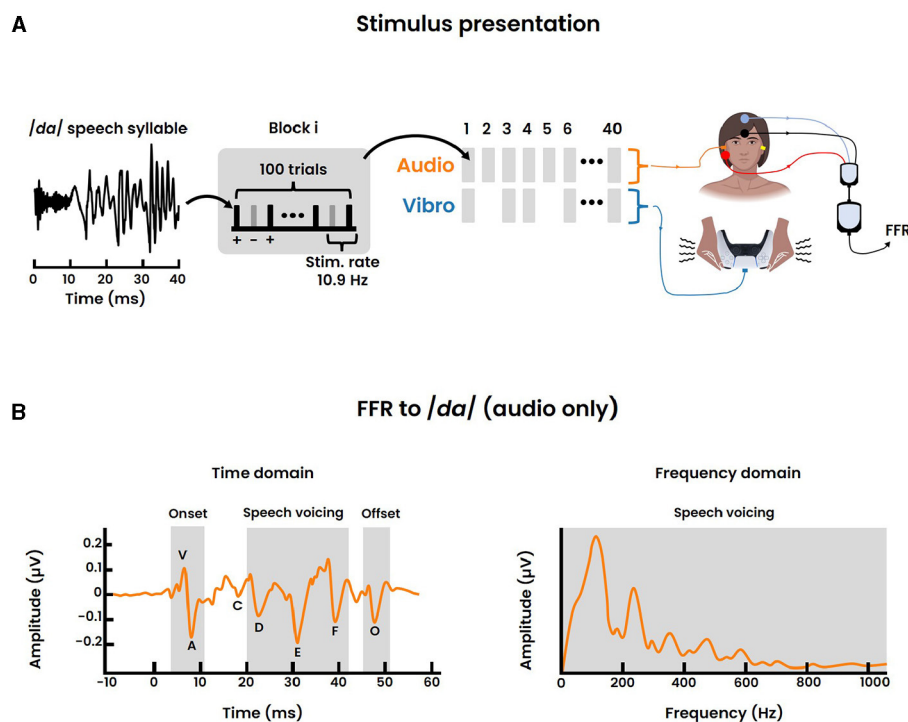 A
Stimulus presentation
/da/ speech syllable
0 10 20 30 40
Time (ms)
Block i
100 trials
+ - +
Stim. rate
10.9 Hz
1 2 3 4 5 6 40
Audio
Vibro
FFR
B
FFR to /da/ (audio only)
Time domain
Onset Speech voicing Offset
Amplitude (µV)
0.2
0.1
0
-0.1
-0.2
V
A
C
D
E
F
O
-10 0 10 20 30 40 50 60
Time (ms)
Frequency domain
Speech voicing
Amplitude (µV)
0 200 400 600 800 1000
Frequency (Hz)